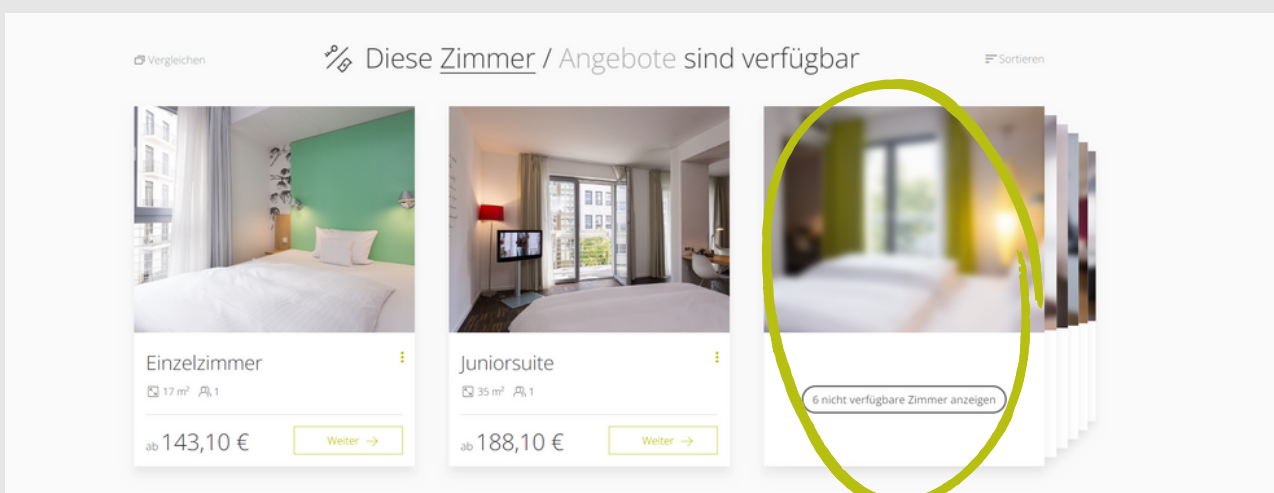 Vergleichen
Diese Zimmer / Angebote sind verfügbar
Sortieren
Einzelzimmer
17 m² 1
ab 143,10 €
Weiter →
Juniorsuite
35 m² 1
ab 188,10 €
Weiter →
6 nicht verfügbare Zimmer anzeigen